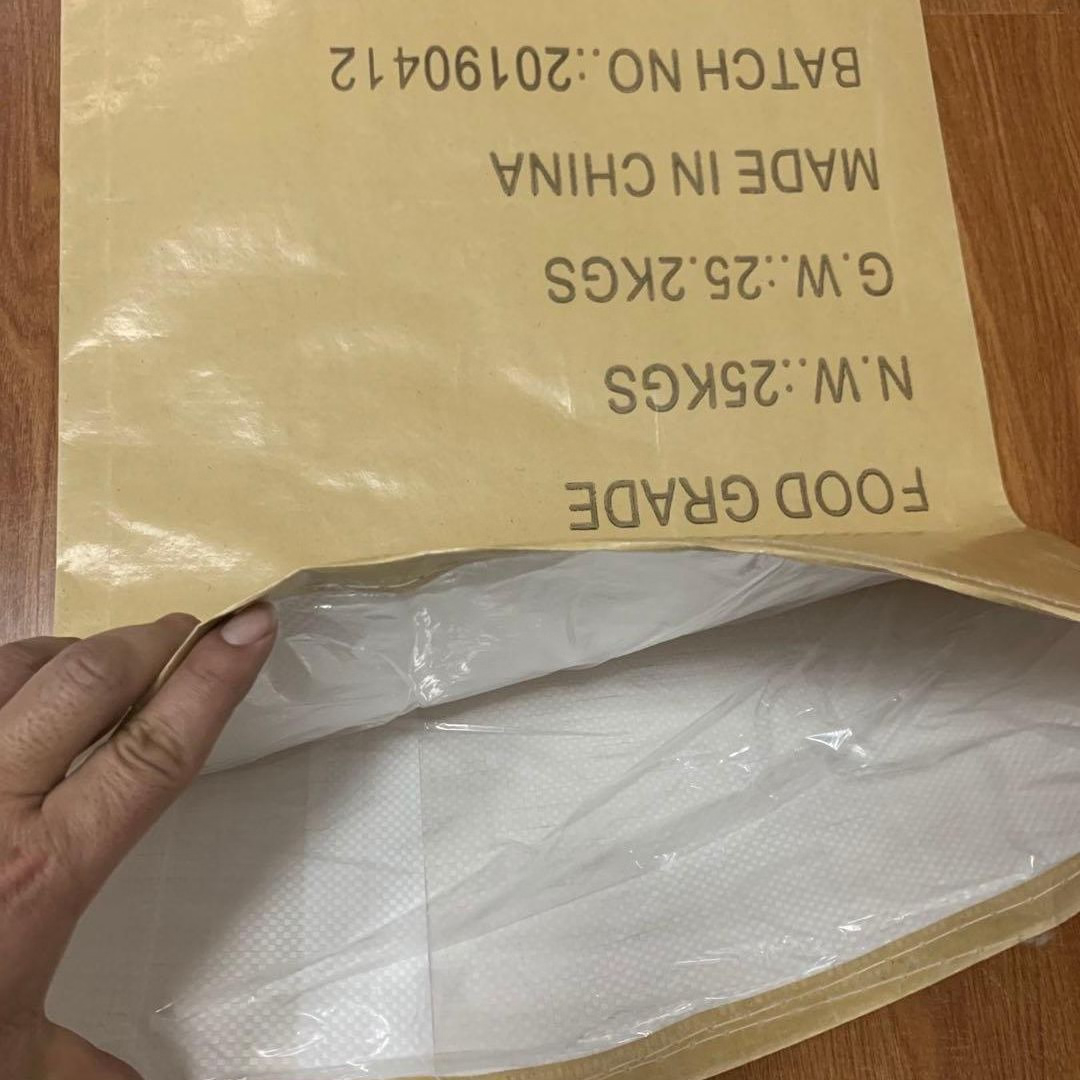 FOOD GRADE
N.W.:25KGS
G.W.:25.2KGS
MADE IN CHINA
BATCH NO.:20190412